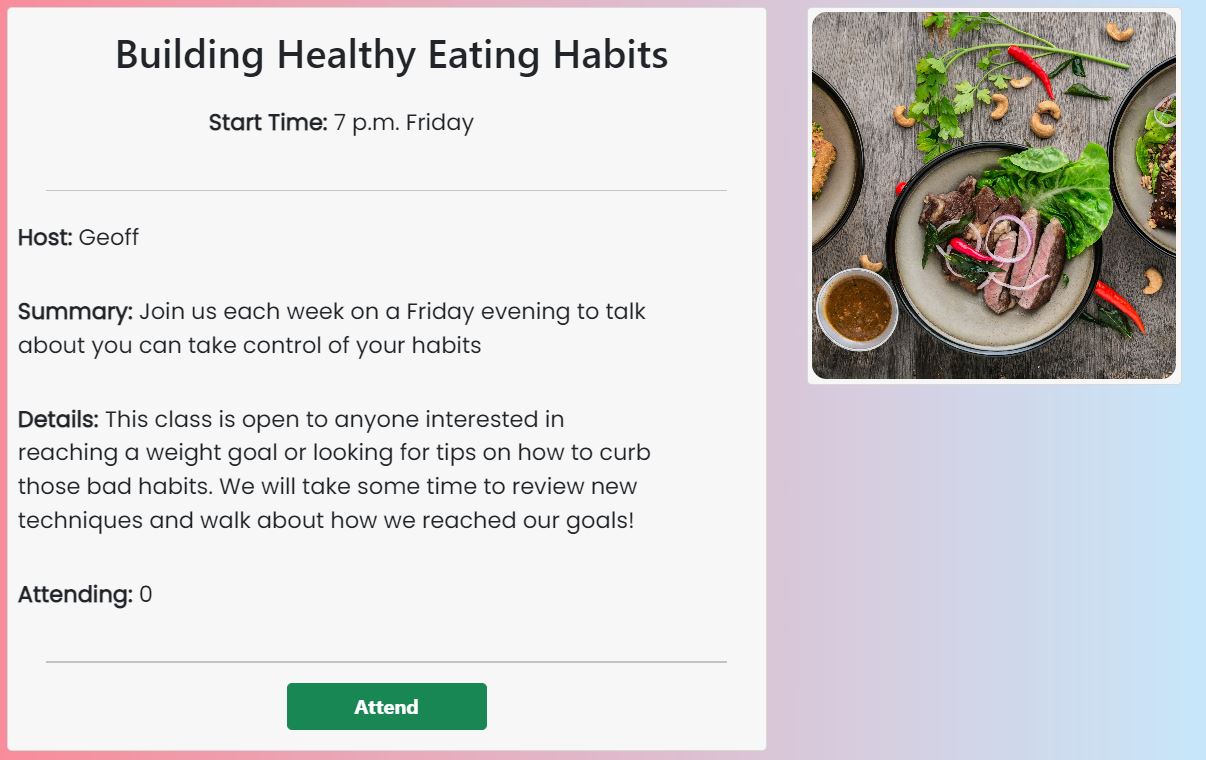 Building Healthy Eating Habits
Start Time: 7 p.m. Friday
Host: Geoff
Summary: Join us each week on a Friday evening to talk
about you can take control of your habits
Details: This class is open to anyone interested in
reaching a weight goal or looking for tips on how to curb
those bad habits. We will take some time to review new
techniques and walk about how we reached our goals!
Attending: 0
Attend